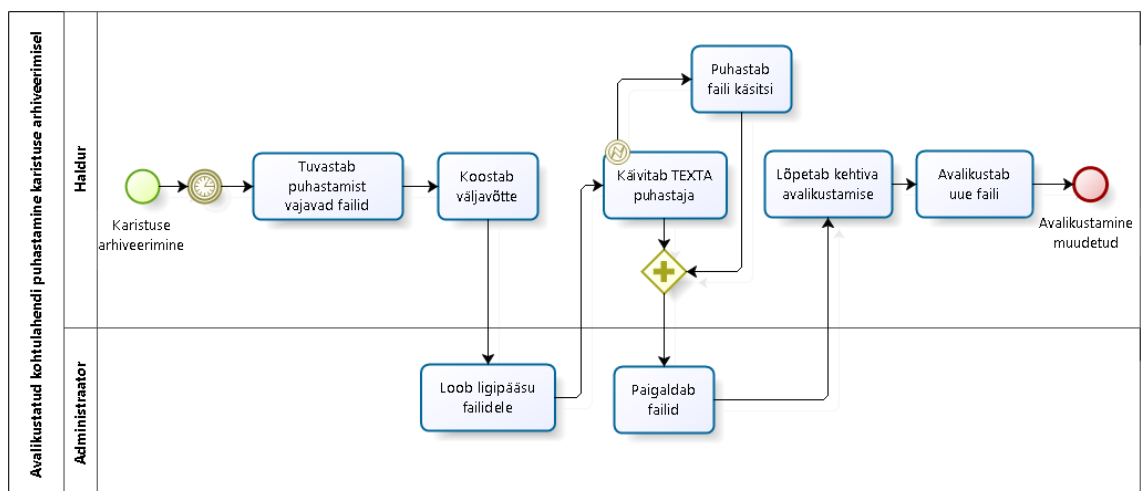 Avalikustatud kohtulahendi puhastamine karistuse arhiveerimisel
Haldur
Karistuse
arhiveerimine
Tuvastab
puhastamist
vajavad failid
Koostab
väljavõtte
Puhastab
faili käsitsi
Käivitab TEXTA
puhastaja
Lõpetab kehtiva
avalikustamise
Avalikustab
uue faili
Avalikustamine
muudetud
Administraator
Loob ligipääsu
failidele
Paigaldab
failid